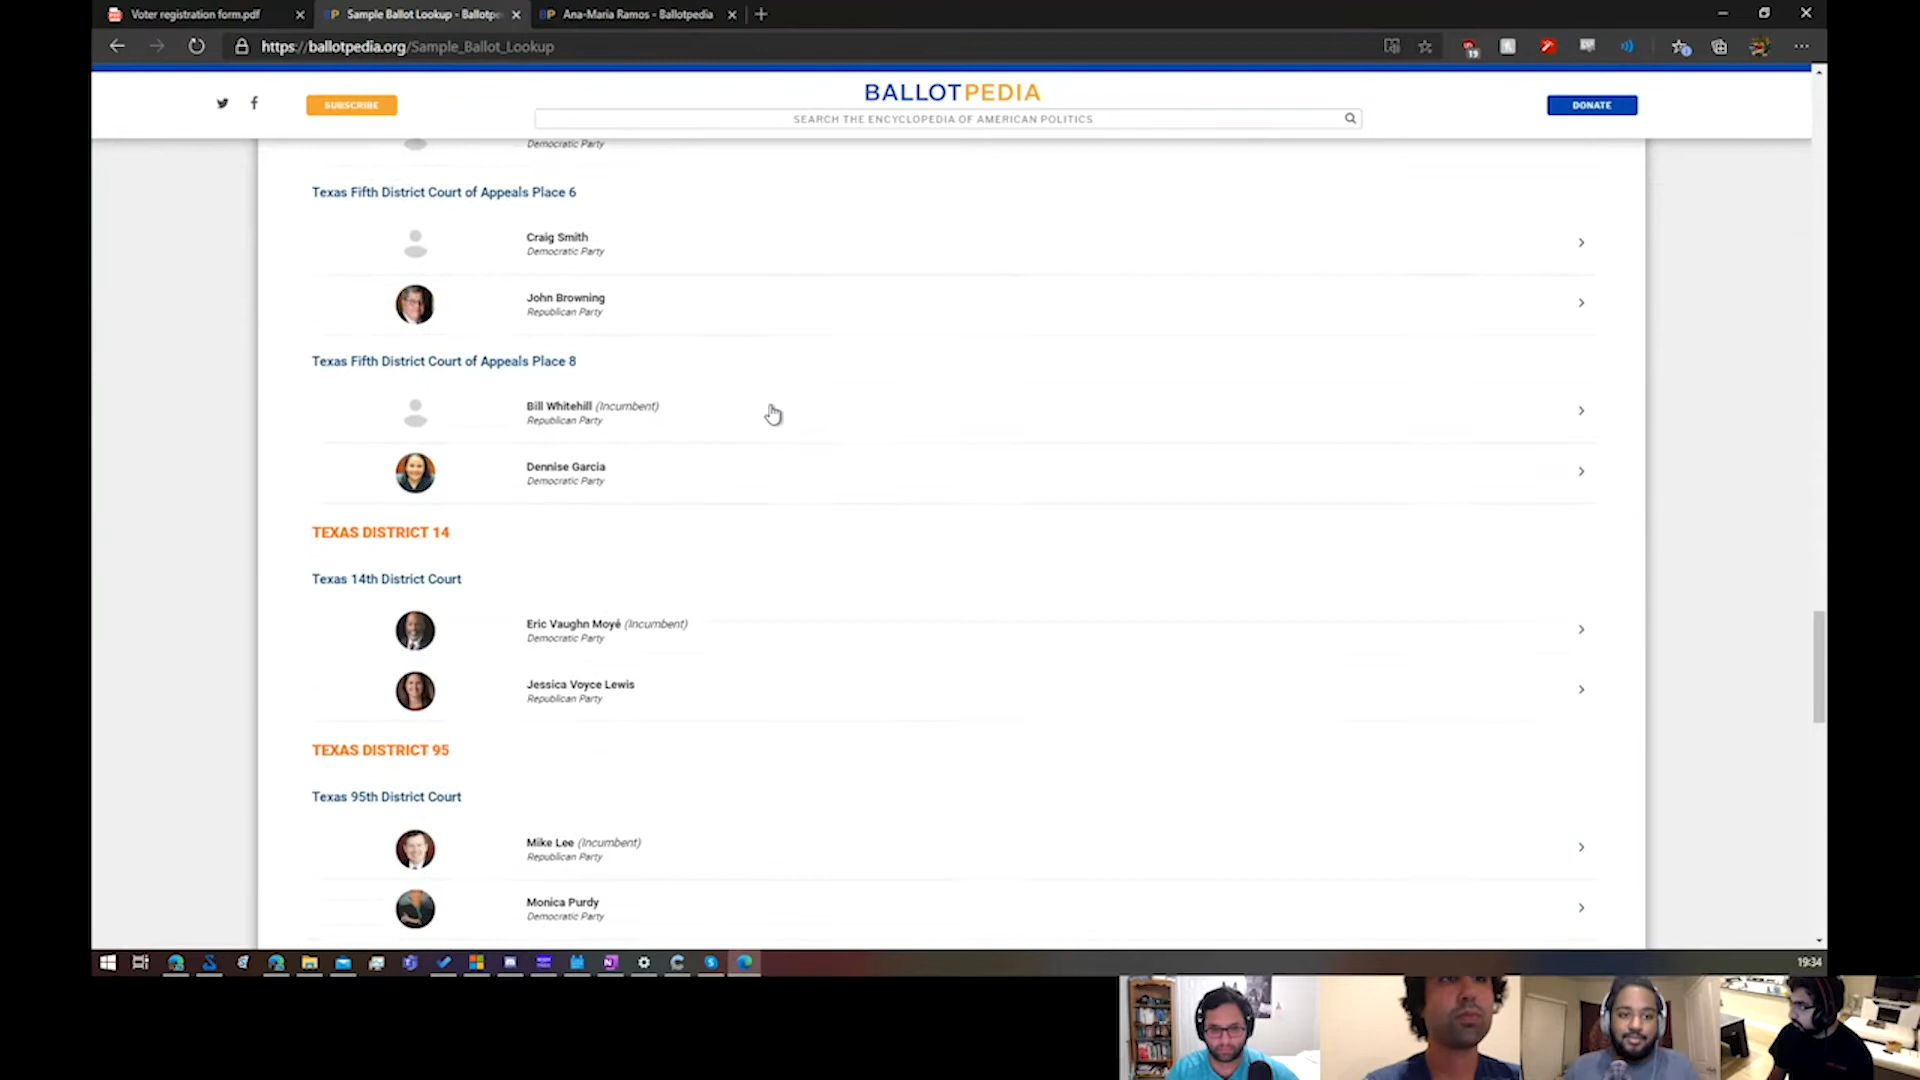 Voter registration form.pdf
Sample Ballot Lookup - Ballotpe
Ana-Maria Ramos - Ballotpedia
https://ballotpedia.org/Sample_Ballot_Lookup
19
SUBSCRIBE
BALLOTPEDIA
SEARCH THE ENCYCLOPEDIA OF AMERICAN POLITICS
DONATE
Democratic Party
Texas Fifth District Court of Appeals Place 6
Craig Smith
Democratic Party
John Browning
Republican Party
Texas Fifth District Court of Appeals Place 8
Bill Whitehill (Incumbent)
Republican Party
Dennise Garcia
Democratic Party
TEXAS DISTRICT 14
Texas 14th District Court
Eric Vaughn Moyé (Incumbent)
Democratic Party
Jessica Voyce Lewis
Republican Party
TEXAS DISTRICT 95
Texas 95th District Court
Mike Lee (Incumbent)
Republican Party
Monica Purdy
Democratic Party
19:34